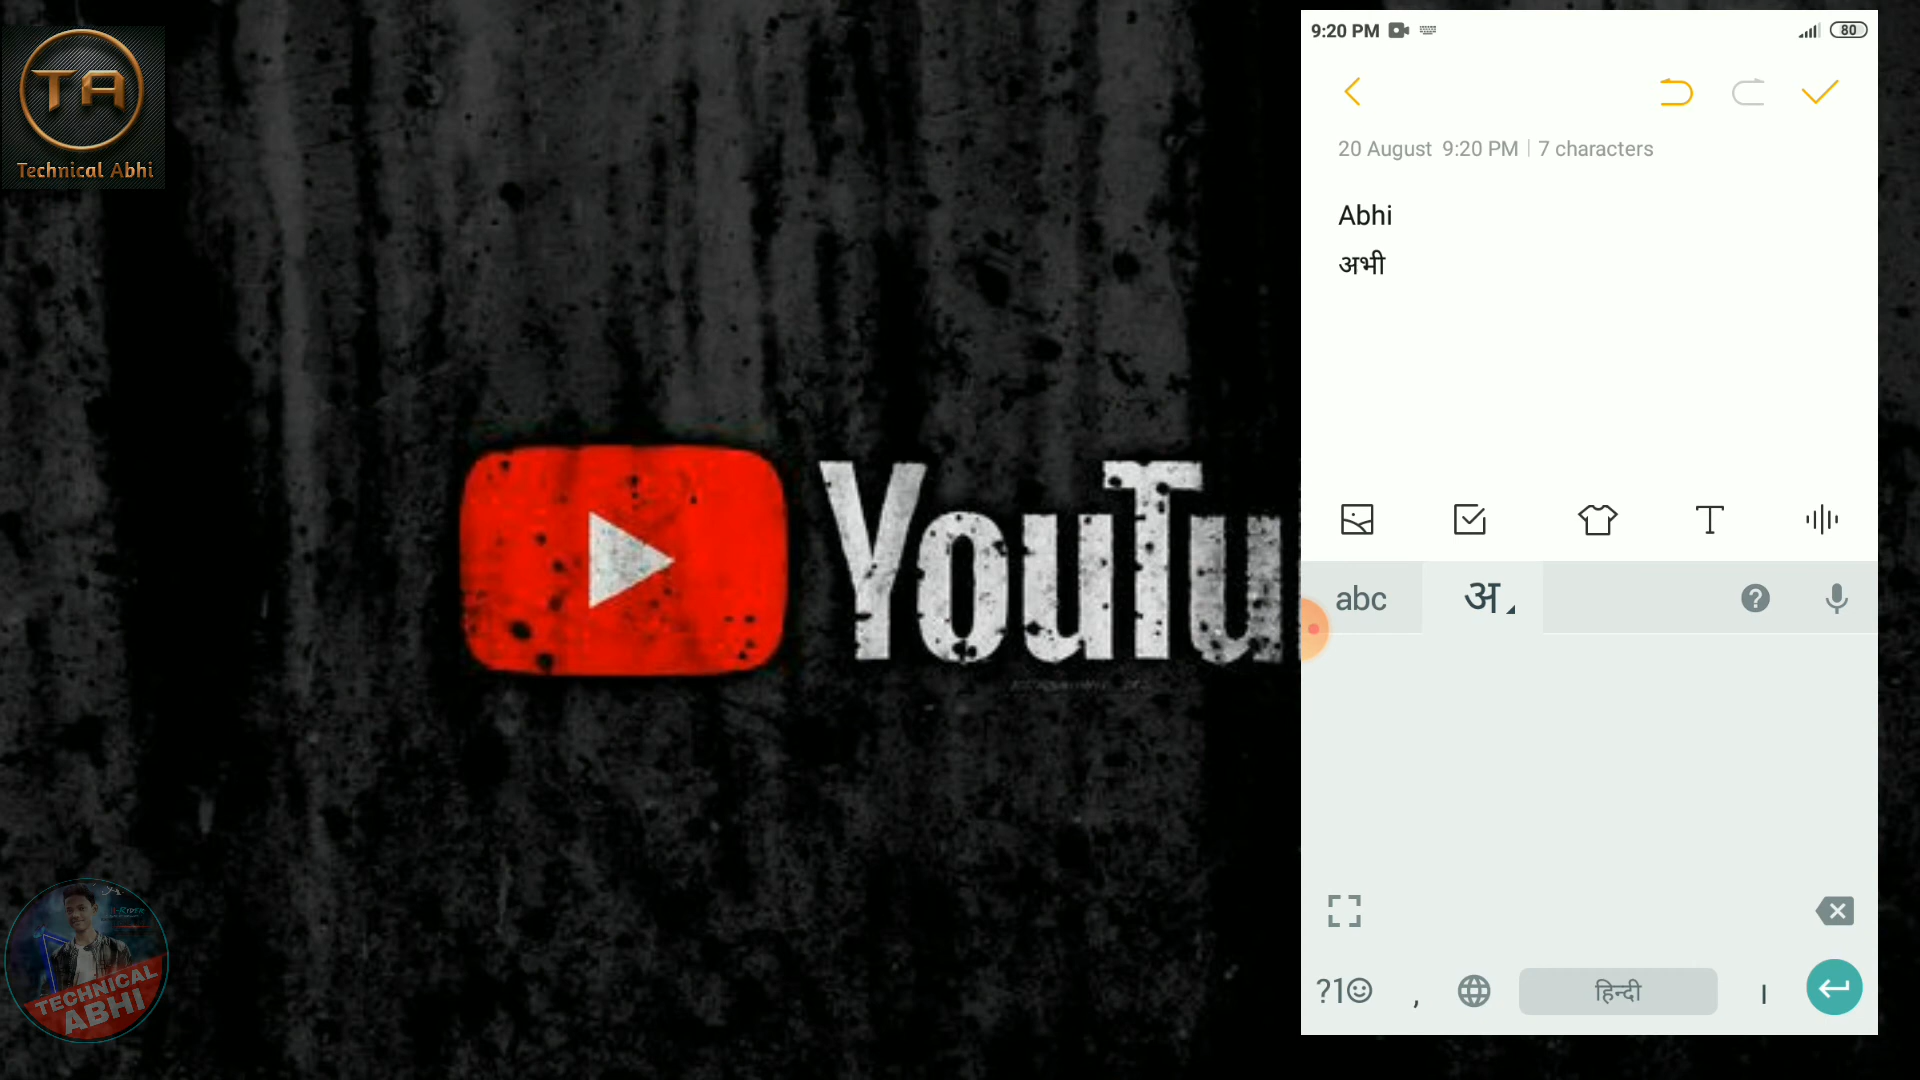 TA
Technical Abhi
YouTu
TECHNICAL
ABHI
9:20 PM
80
20 August 9:20 PM | 7 characters
Abhi
अभी
T
abc
अ
?
?1☺ , हिन्दी ।